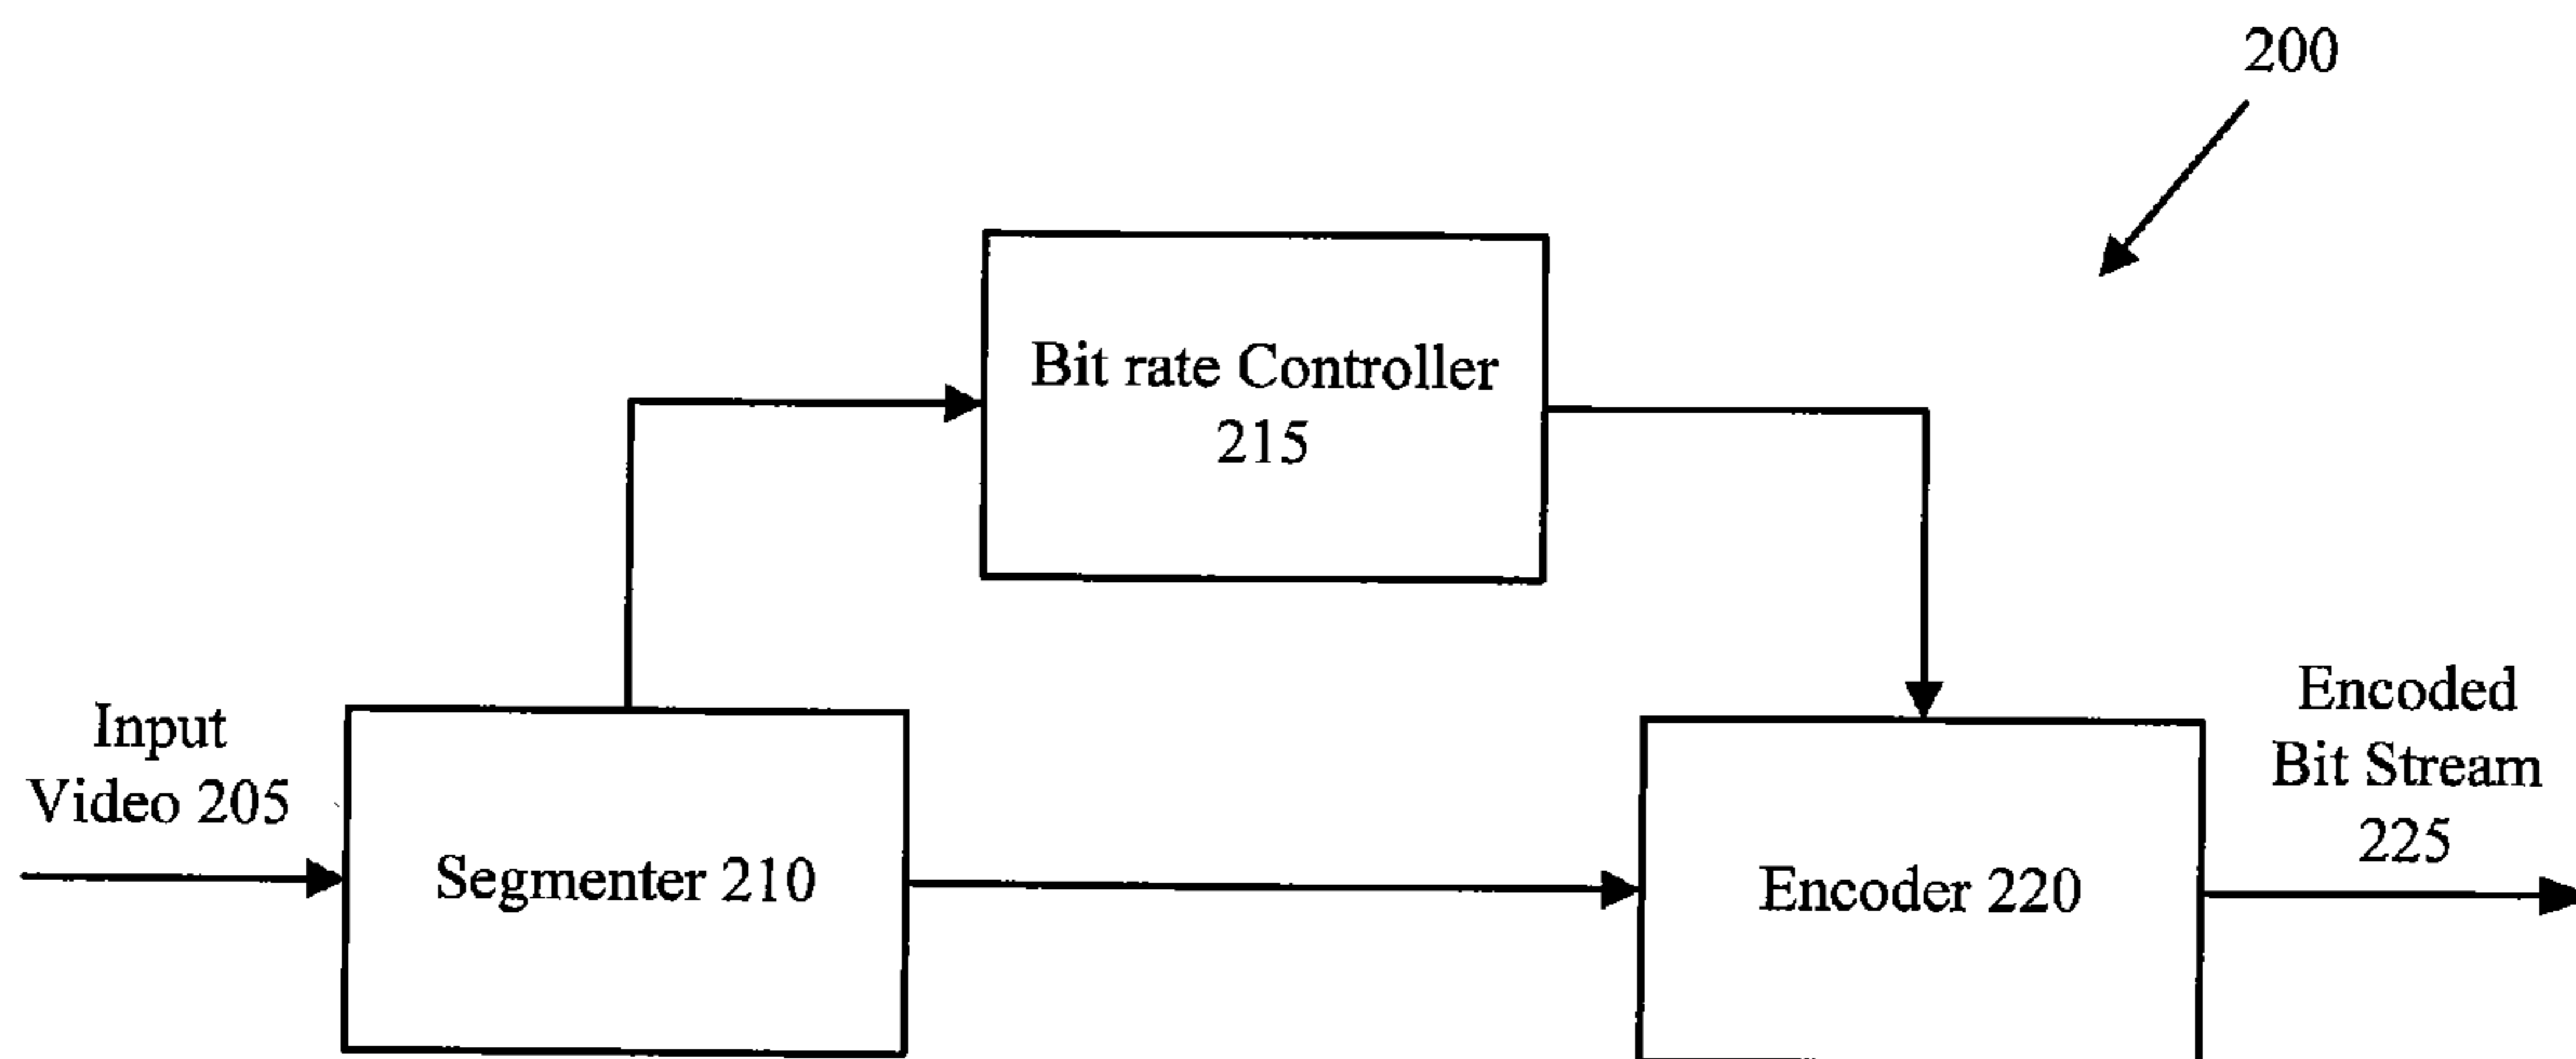 200
Bit rate Controller
215
Input
Video 205
Segmenter 210
Encoder 220
Encoded
Bit Stream
225